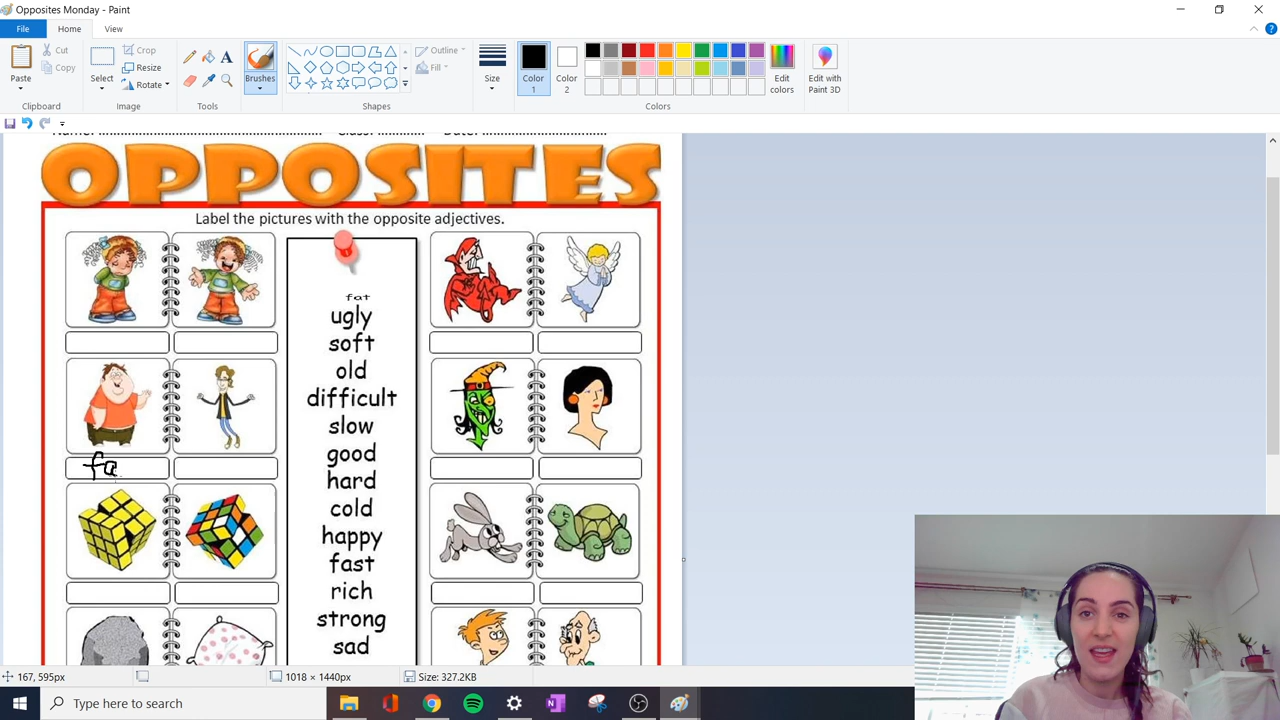 Opposites Monday - Paint
File Home View
Paste
Cut
Copy
Clipboard
Select
Crop
Resize
Rotate
Image
Tools
Brushes
Shapes
Outline
Fill
Size
Color 1
Color 2
Colors
Edit colors
Edit with Paint 3D
OPPOSITES
Label the pictures with the opposite adjectives.
fat
ugly
soft
old
difficult
slow
good
hard
cold
happy
fast
rich
strong
sad
fa
167, 595px
1440px
Size: 27.2KB
Type here to search